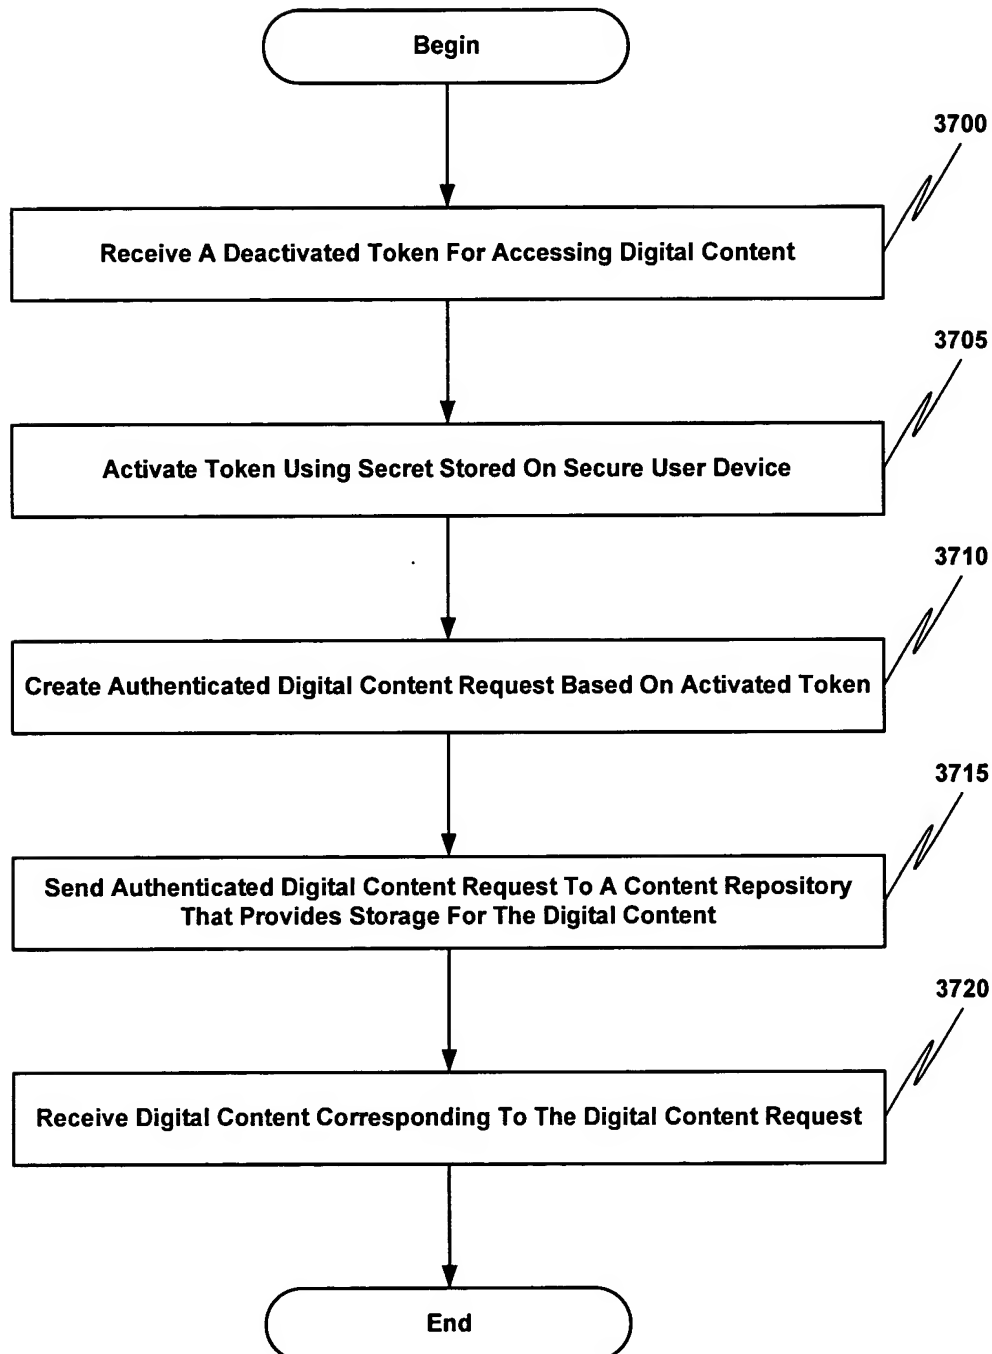 Begin
3700
Receive A Deactivated Token For Accessing Digital Content
3705
Activate Token Using Secret Stored On Secure User Device
3710
Create Authenticated Digital Content Request Based On Activated Token
3715
Send Authenticated Digital Content Request To A Content Repository
That Provides Storage For The Digital Content
3720
Receive Digital Content Corresponding To The Digital Content Request
End